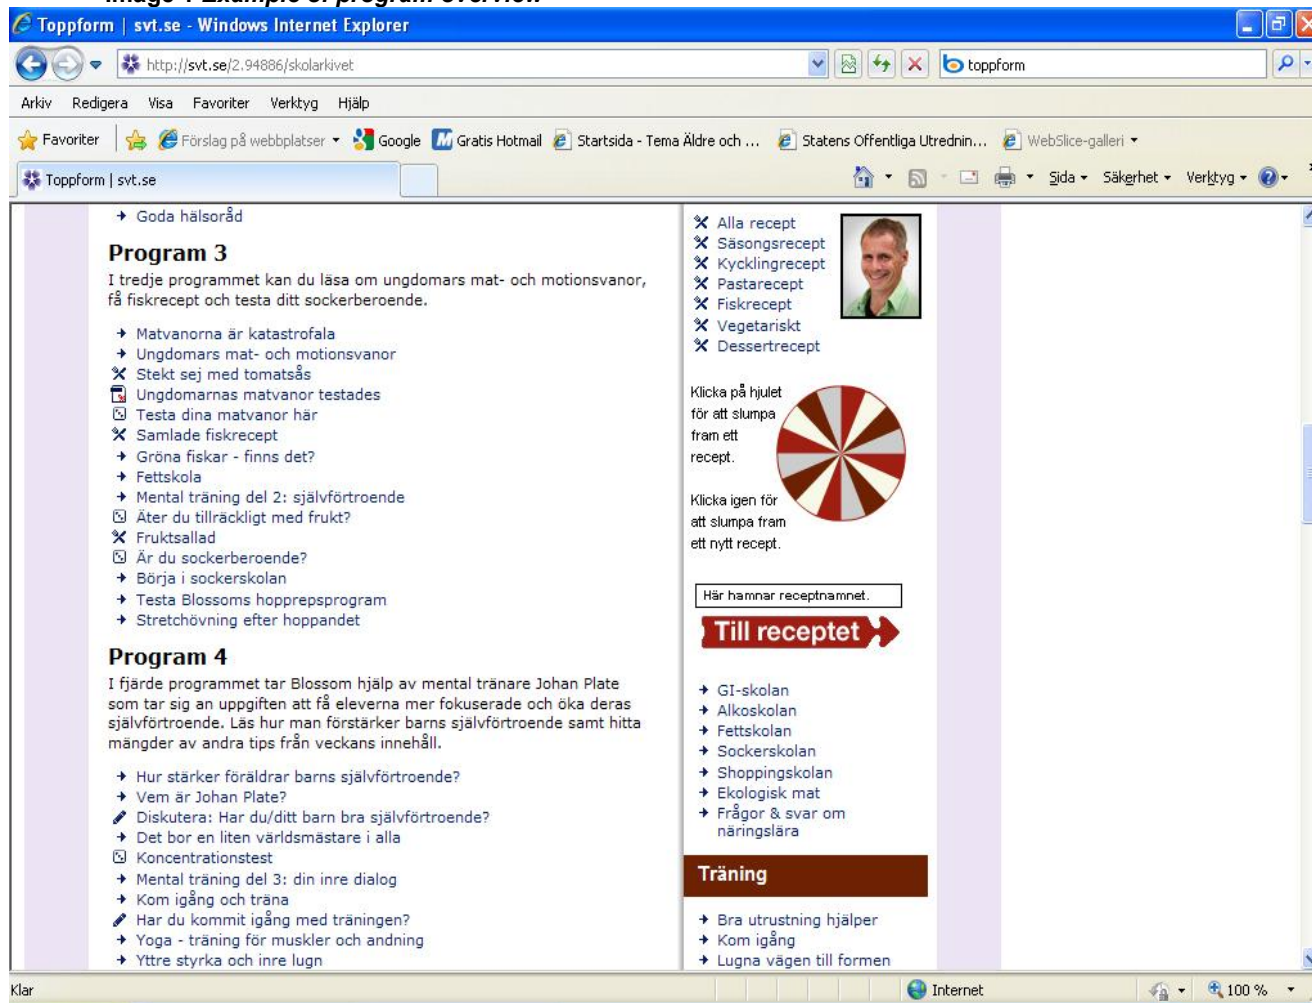 Image 1 Example of program overview
Toppform | svt.se - Windows Internet Explorer
http://svt.se/2.94886/skolarkivet
toppform
Arkiv Redigera Visa Favoriter Verktyg Hjälp
Favoriter Förslag på webbplatser Google Gratis Hotmail Startsida - Tema Äldre och ... Statens Offentliga Utrednin... WebSlice-galleri
Toppform | svt.se
Sida Säkerhet Verktyg
Goda hälsoråd
Program 3
I tredje programmet kan du läsa om ungdomars mat- och motionsvanor,
få fiskrecept och testa ditt sockerberoende.
Matvanorna är katastrofala
Ungdomars mat- och motionsvanor
Stekt sej med tomatsås
Ungdomarnas matvanor testades
Testa dina matvanor här
Samlade fiskrecept
Gröna fiskar - finns det?
Fettskola
Mental träning del 2: självförtroende
Äter du tillräckligt med frukt?
Fruktsallad
Är du sockerberoende?
Börja i sockerskolan
Testa Blossoms hopprepsprogram
Stretchövning efter hoppandet
Program 4
I fjärde programmet tar Blossom hjälp av mental tränare Johan Plate
som tar sig an uppgiften att få eleverna mer fokuserade och öka deras
självförtroende. Läs hur man förstärker barns självförtroende samt hitta
mängder av andra tips från veckans innehåll.
Hur stärker föräldrar barns självförtroende?
Vem är Johan Plate?
Diskutera: Har du/ditt barn bra självförtroende?
Det bor en liten världsmästare i alla
Koncentrationstest
Mental träning del 3: din inre dialog
Kom igång och träna
Har du kommit igång med träningen?
Yoga - träning för muskler och andning
Yttre styrka och inre lugn
Alla recept
Säsongsrecept
Kycklingrecept
Pastarecept
Fiskrecept
Vegetariskt
Dessertrecept
Klicka på hjulet
för att slumpa
fram ett
recept.
Klicka igen för
att slumpa fram
ett nytt recept.
Här hamnar receptnamnet.
Till receptet
GI-skolan
Alkoskolan
Fettskolan
Sockerskolan
Shoppingskolan
Ekologisk mat
Frågor & svar om
näringslära
Träning
Bra utrustning hjälper
Kom igång
Lugna vägen till formen
Klar
Internet
100 %